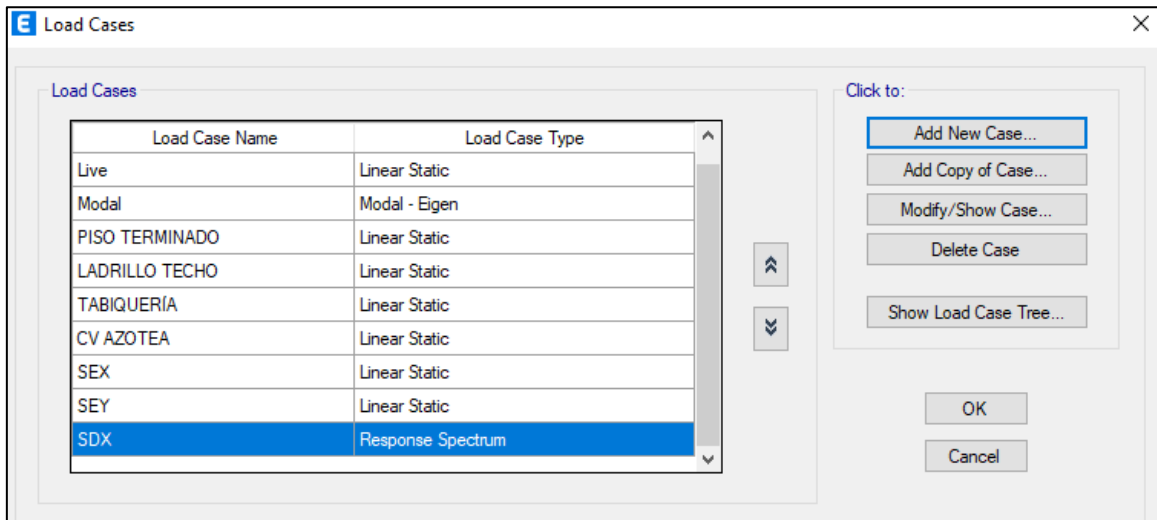 E Load Cases
Load Cases
Click to:
Load Case Name Load Case Type
Live Linear Static
Modal Modal - Eigen
PISO TERMINADO Linear Static
LADRILLO TECHO Linear Static
TABIQUERÍA Linear Static
CV AZOTEA Linear Static
SEX Linear Static
SEY Linear Static
SDX Response Spectrum
Add New Case...
Add Copy of Case...
Modify/Show Case...
Delete Case
Show Load Case Tree...
OK
Cancel